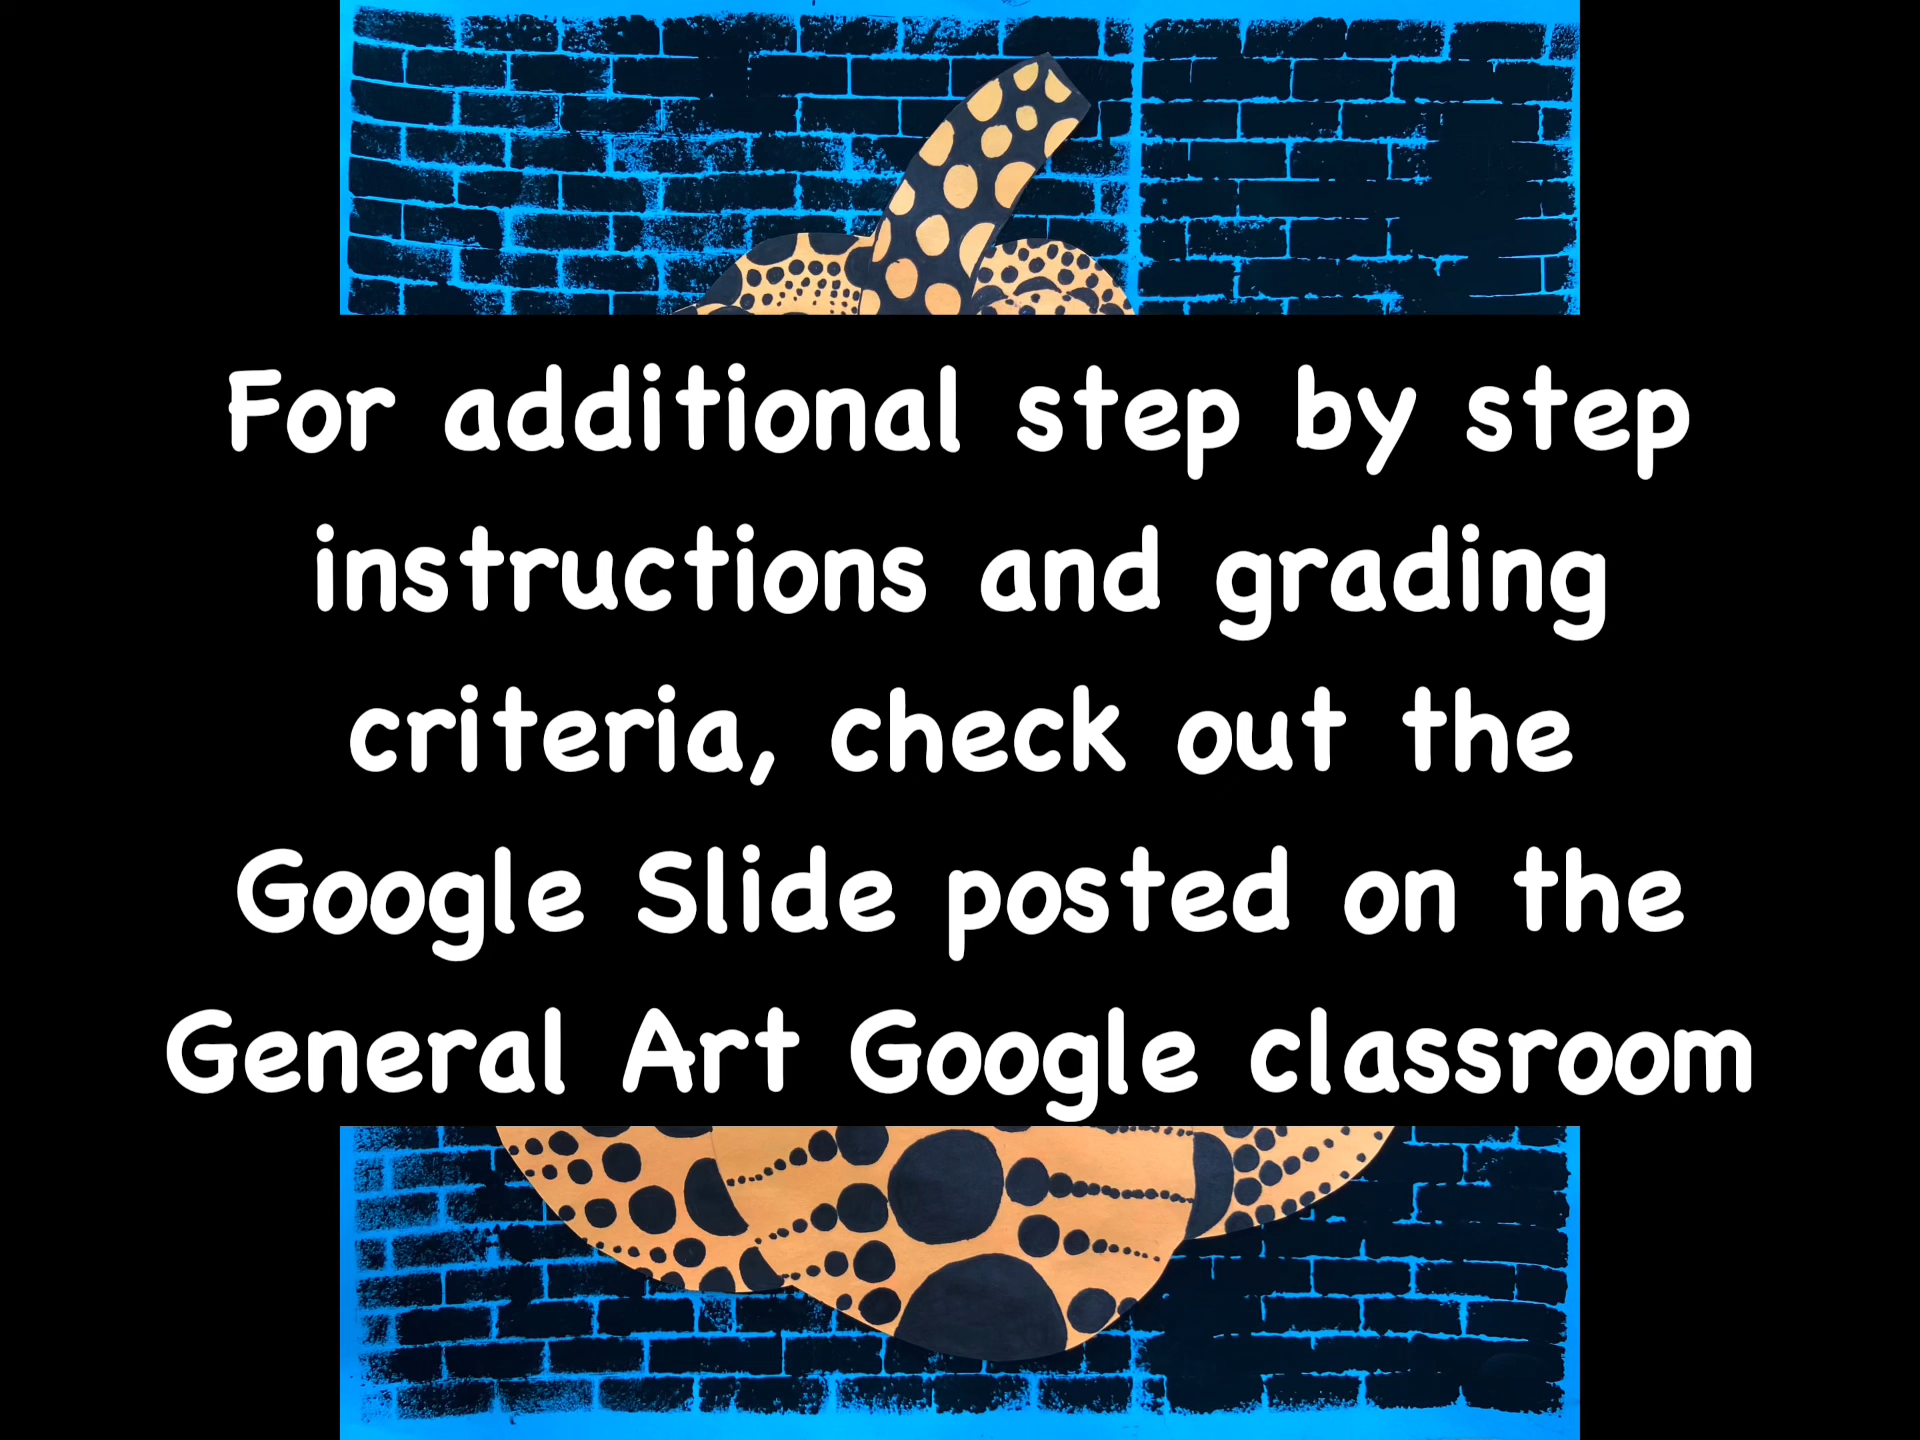 For additional step by step
instructions and grading
criteria, check out the
Google Slide posted on the
General Art Google classroom